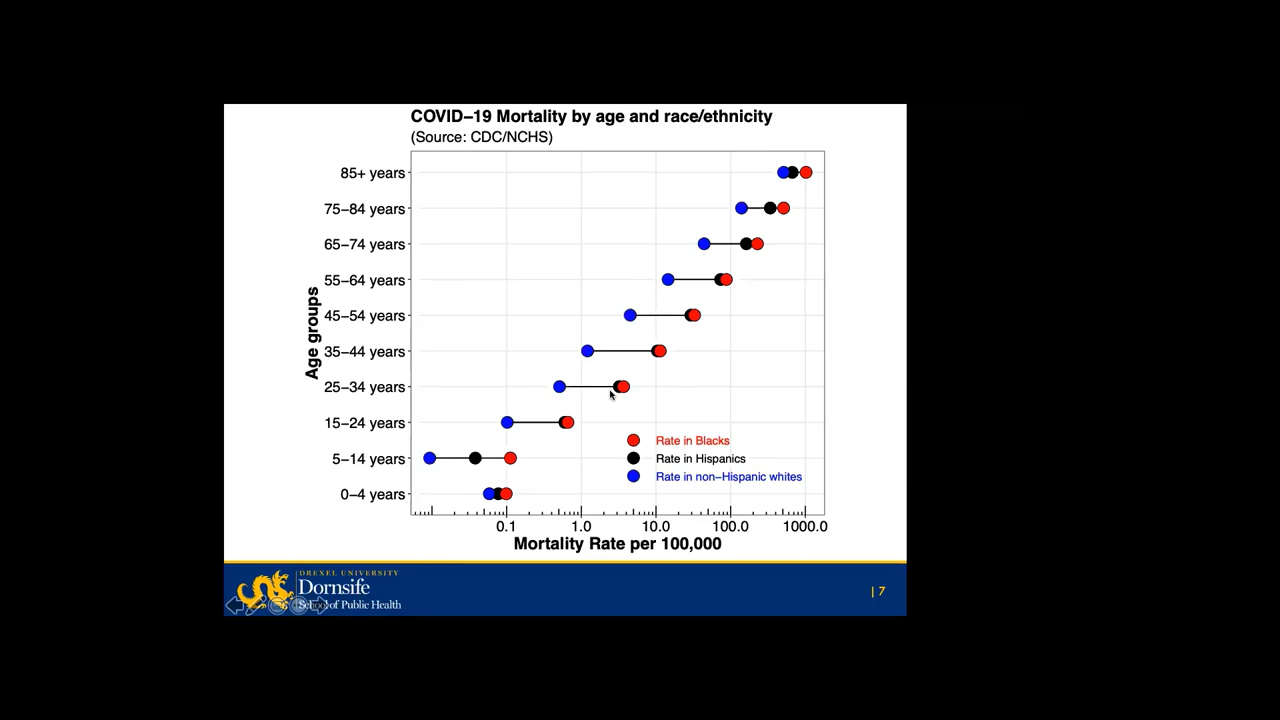 COVID−19 Mortality by age and race/ethnicity
(Source: CDC/NCHS)
85+ years
75−84 years
65−74 years
55−64 years
45−54 years
35−44 years
25−34 years
15−24 years
5−14 years
0−4 years
Age groups
Rate in Blacks
Rate in Hispanics
Rate in non−Hispanic whites
0.1 1.0 10.0 100.0 1000.0
Mortality Rate per 100,000
DREXEL UNIVERSITY
Dornsife
School of Public Health
| 7